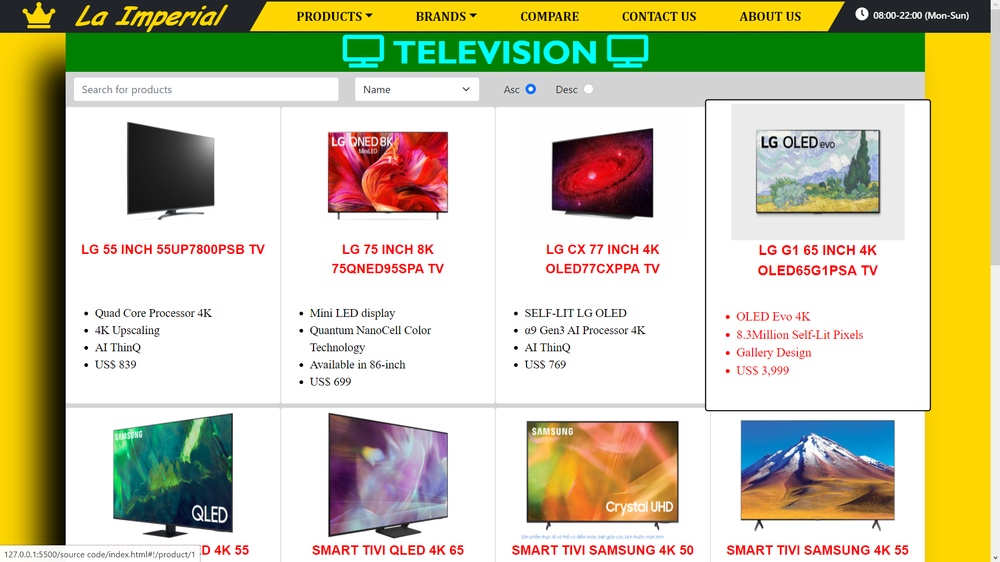 La Imperial
PRODUCTS
BRANDS
COMPARE
CONTACT US
ABOUT US
08:00-22:00 (Mon-Sun)
TELEVISION
Search for products
Name
Asc
Desc
LG 55 INCH 55UP7800PSB TV
Quad Core Processor 4K
4K Upscaling
AI ThinQ
US$ 839
LG QNED 8K
MiniLED
LG 75 INCH 8K
75QNED95SPA TV
Mini LED display
Quantum NanoCell Color
Technology
Available in 86-inch
US$ 699
LG CX 77 INCH 4K
OLED77CXPPA TV
SELF-LIT LG OLED
α9 Gen3 AI Processor 4K
AI ThinQ
US$ 769
LG OLED evo
LG G1 65 INCH 4K
OLED65G1PSA TV
OLED Evo 4K
8.3Million Self-Lit Pixels
Gallery Design
US$ 3,999
SAMSUNG
QLED
D 4K 55
SMART TIVI QLED 4K 65
SAMSUNG
Crystal UHD
Sản phẩm thực tế có thể có điểm khác biệt giữa các kích thước màn hình.
SMART TIVI SAMSUNG 4K 50
SMART TIVI SAMSUNG 4K 55
127.0.0.1:5500/source code/index.html#!/product/1